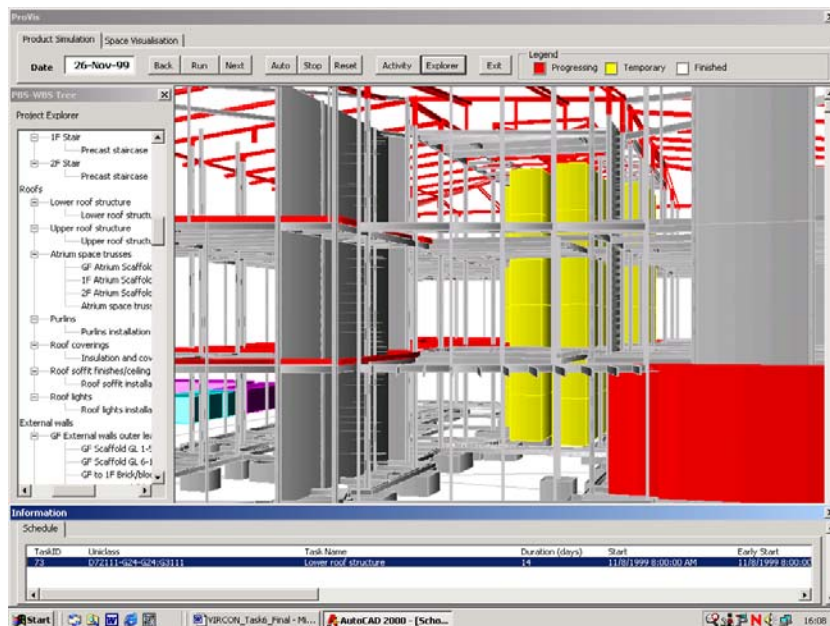 ProVis
Product Simulation Space Visualisation
Date 26-Nov-99 Back Run Next Auto Stop Reset Activity Explorer Exit
Legend
Progressing Temporary Finished
PBS-WBS Tree
Project Explorer
1F Stair
Precast staircase
2F Stair
Precast staircase
Roofs
Lower roof structure
Lower roof structu
Upper roof structure
Upper roof structu
Atrium space trusses
GF Atrium Scaffold
1F Atrium Scaffold
2F Atrium Scaffold
Atrium space truss
Purlins
Purlins installation
Roof coverings
Insulation and cov
Roof soffit finishes/ceiling
Roof soffit installa
Roof lights
Roof lights installa
External walls
GF External walls outer lea
GF Scaffold GL 1-5
GF Scaffold GL 6-1
GF to 1F Brick/bloc
Information
Schedule
TaskID Uniclass Task Name Duration (days) Start Early Start
73 D72111-G24-G24:G3111 Lower roof structure 14 11/8/1999 8:00:00 AM 11/8/1999 8:00:00
Start VIRCON_Task6_Final - Mi... AutoCAD 2000 - [Scho... 16:08